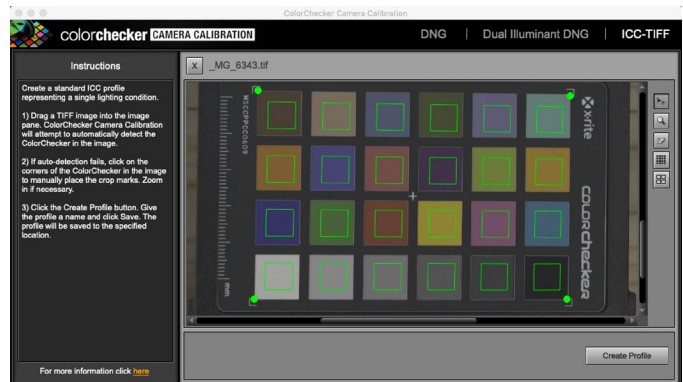 ColorChecker Camera Calibration
colorchecker CAMERA CALIBRATION
DNG | Dual Illuminant DNG | ICC-TIFF
Instructions
Create a standard ICC profile
representing a single lighting condition.
1) Drag a TIFF image into the image
pane. ColorChecker Camera Calibration
will attempt to automatically detect the
ColorChecker in the image.
2) If auto-detection fails, click on the
corners of the ColorChecker in the image
to manually place the crop marks. Zoom
in if necessary.
3) Click the Create Profile button. Give
the profile a name and click Save. The
profile will be saved to the specified
location.
For more information click here
X _MG_6343.tif
MSCCPPCC0609
mm
x-rite
COLOR checker
Create Profile